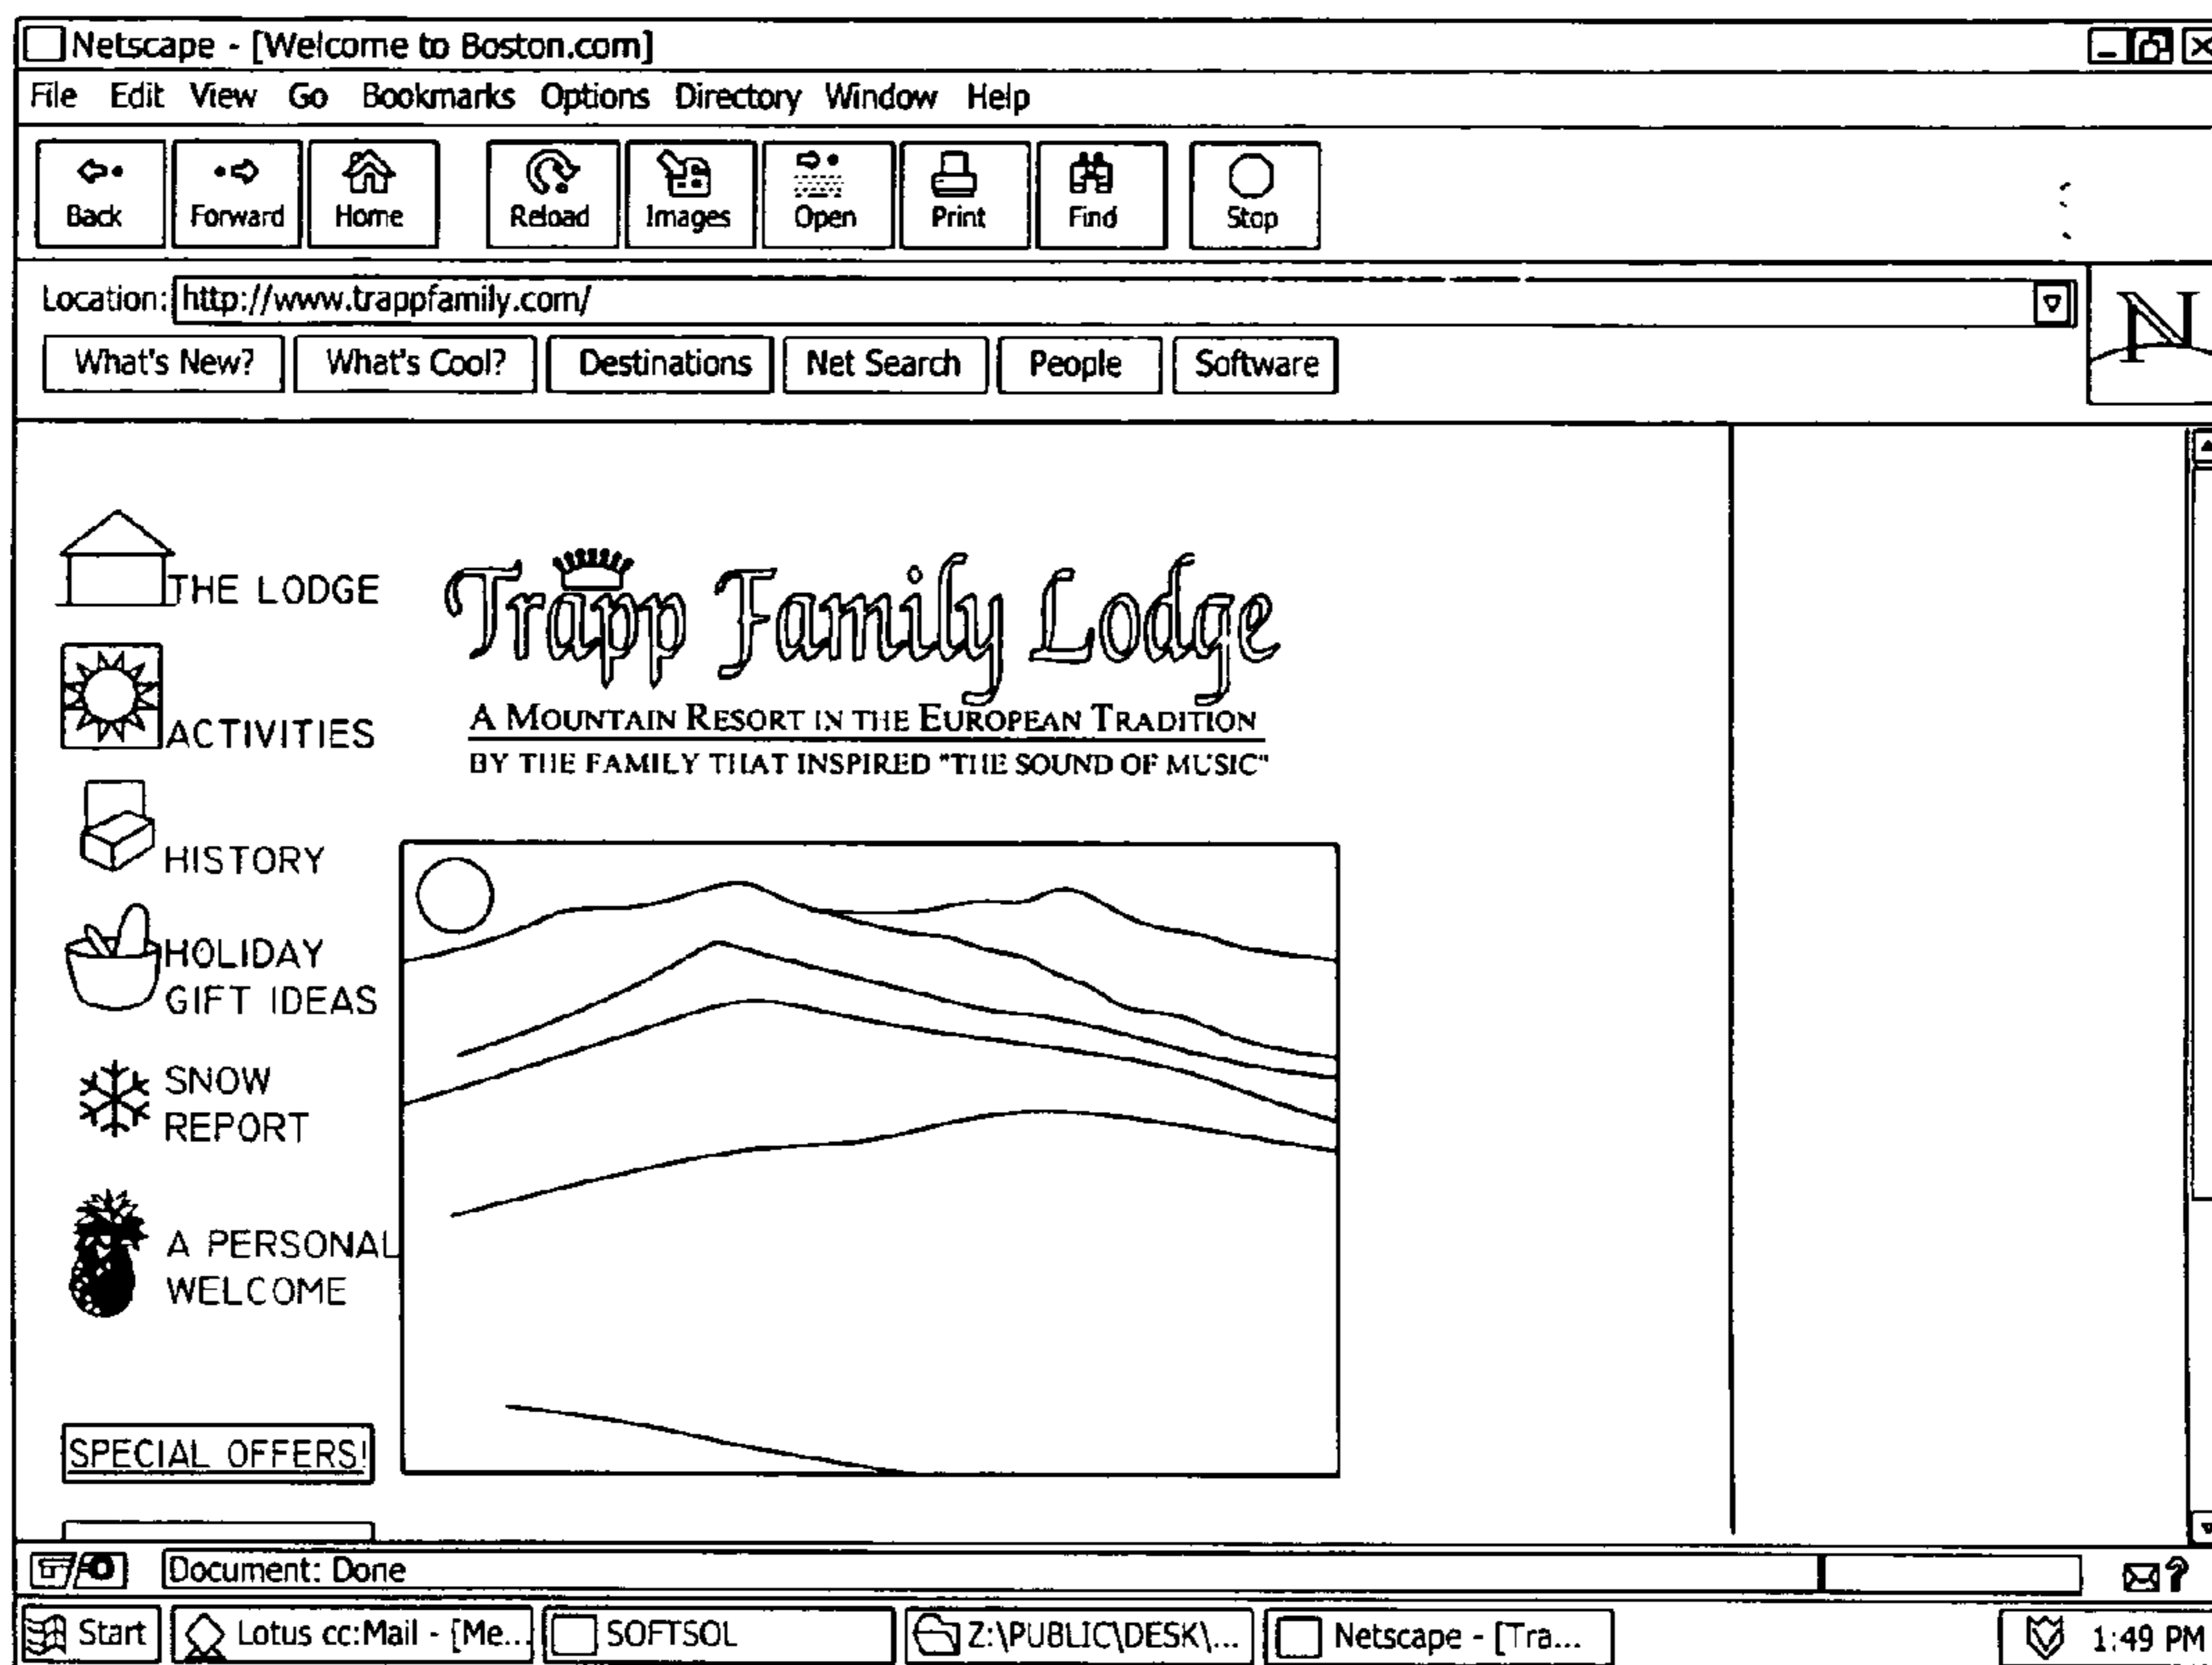 Netscape - [Welcome to Boston.com]
File Edit View Go Bookmarks Options Directory Window Help
Back Forward Home Reload Images Open Print Find Stop
Location: http://www.trappfamily.com/
N
What's New? What's Cool? Destinations Net Search People Software
THE LODGE
Trapp Family Lodge
ACTIVITIES
A MOUNTAIN RESORT IN THE EUROPEAN TRADITION
BY THE FAMILY THAT INSPIRED "THE SOUND OF MUSIC"
HISTORY
HOLIDAY
GIFT IDEAS
SNOW
REPORT
A PERSONAL
WELCOME
SPECIAL OFFERS!
Document: Done
Start Lotus cc:Mail - [Me... SOFTSOL Z:\PUBLIC\DESK\... Netscape - [Tra... 1:49 PM